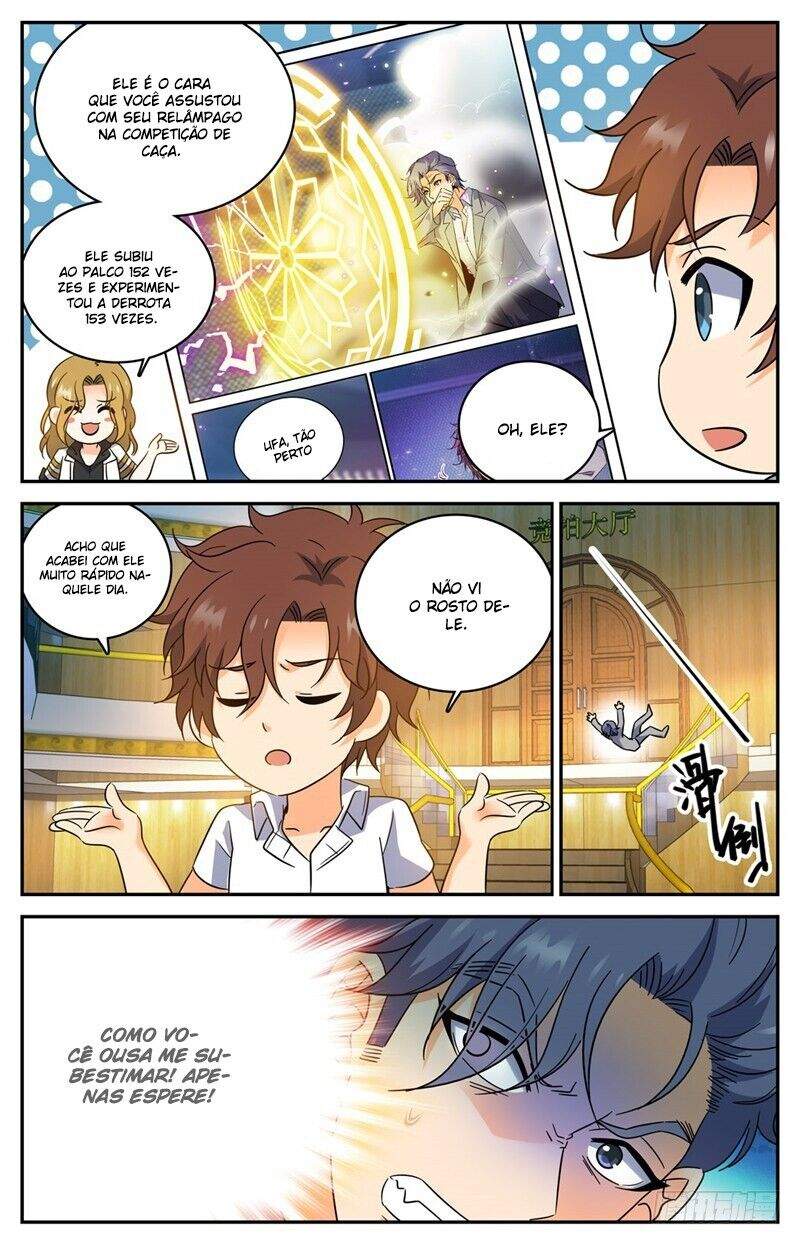 ELE É O CARA
QUE VOCÊ ASSUSTOU
COM SEU RELÂMPAGO
NA COMPETIÇÃO DE
CAÇA.
ELE SUBIU
AO PALCO 152 VE-
ZES E EXPERIMEN-
TOU A DERROTA
153 VEZES.
UFA, TÃO
PERTO
OH, ELE?
ACHO QUE
ACABEI COM ELE
MUITO RÁPIDO NA-
QUELE DIA.
NÃO VI
O ROSTO DE-
LE.
竞拍大厅
滑倒
COMO VO-
CÊ OUSA ME SU-
BESTIMAR! APE-
NAS ESPERE!